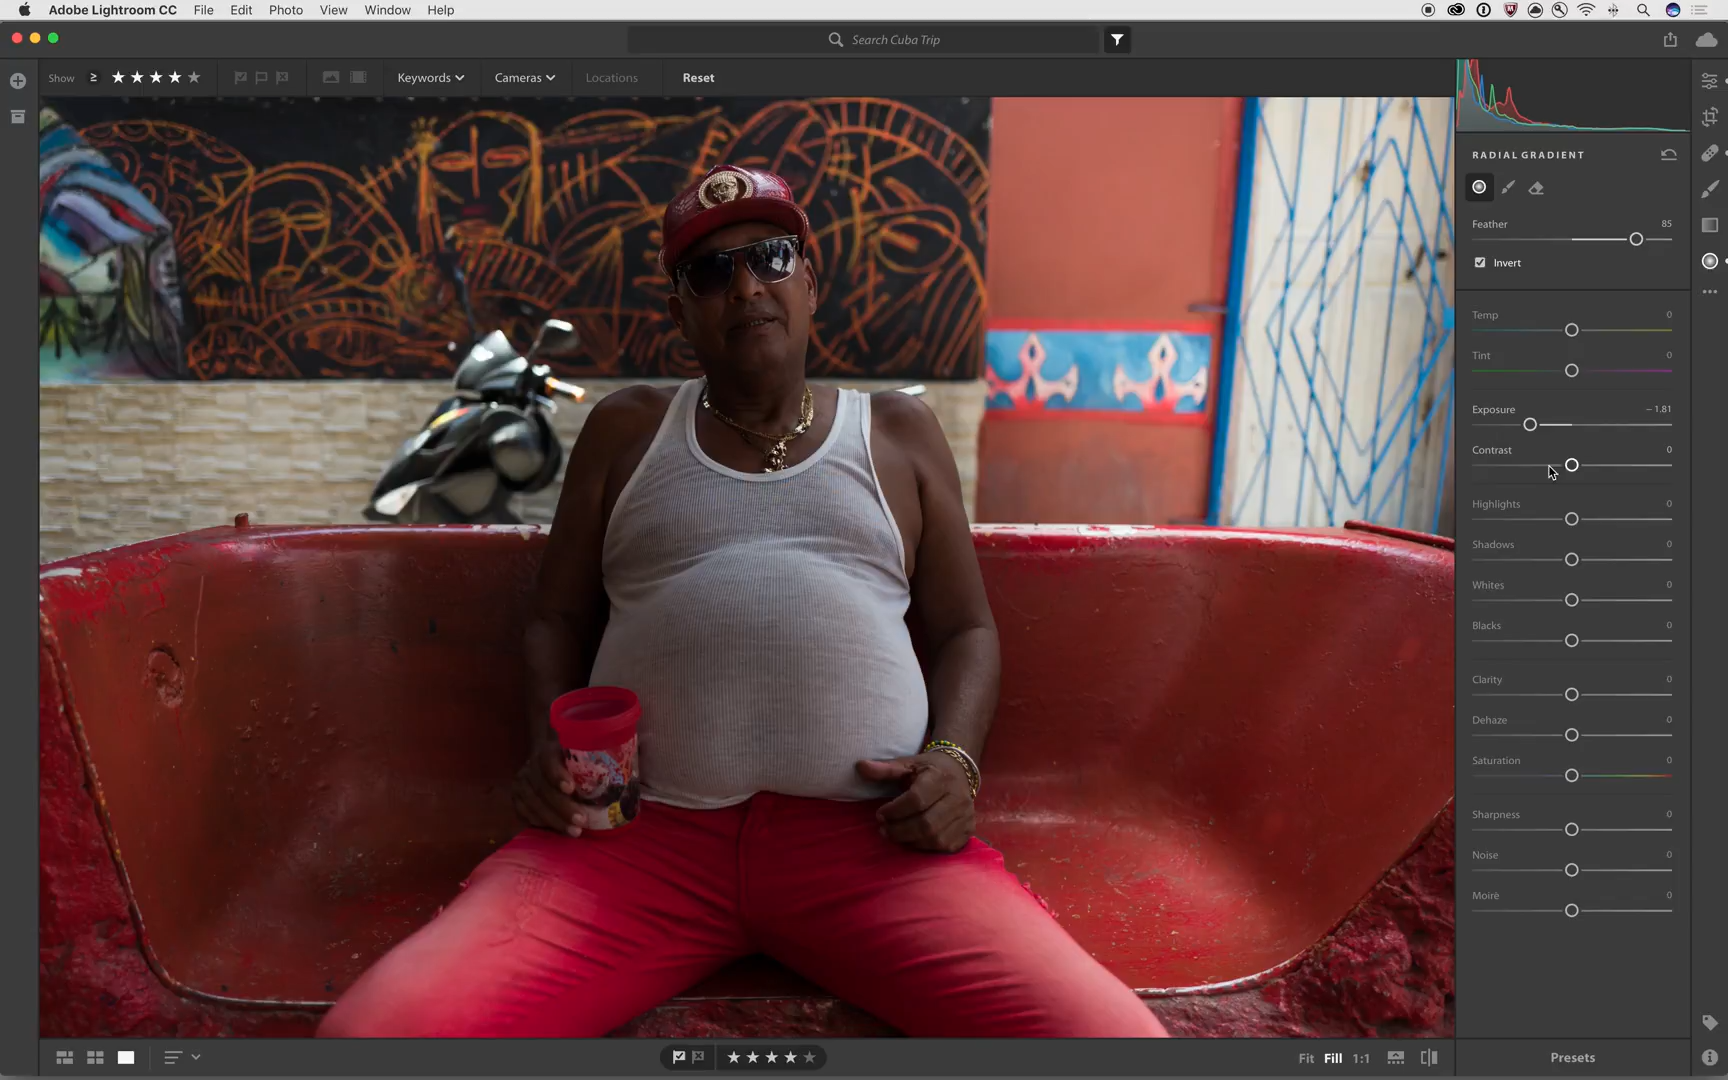 Adobe Lightroom CC File Edit Photo View Window Help
Search Cuba Trip
Show ≥ Keywords Cameras Locations Reset
RADIAL GRADIENT
Feather 85
Invert
Temp 0
Tint 0
Exposure – 1.81
Contrast 0
Highlights 0
Shadows 0
Whites 0
Blacks 0
Clarity 0
Dehaze 0
Saturation 0
Sharpness 0
Noise 0
Moirè 0
Fit Fill 1:1
Presets